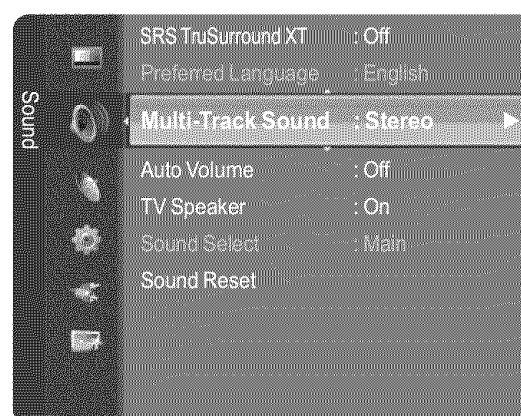 Sound
SRS TruSurround XT : Off
Preferred Language : English
Multi-Track Sound : Stereo
Auto Volume : Off
TV Speaker : On
Sound Select : Main
Sound Reset